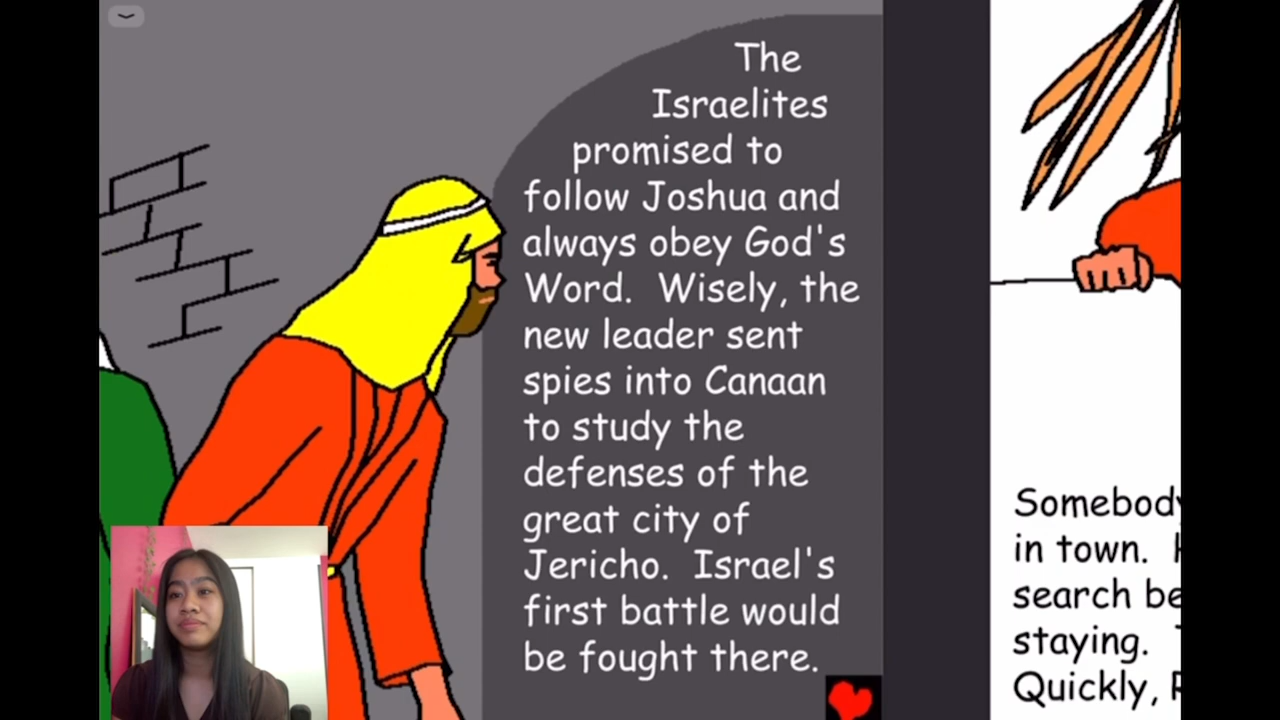 The
Israelites
promised to
follow Joshua and
always obey God's
Word. Wisely, the
new leader sent
spies into Canaan
to study the
defenses of the
great city of
Jericho. Israel's
first battle would
be fought there.
Somebody
in town.
search be
staying.
Quickly,